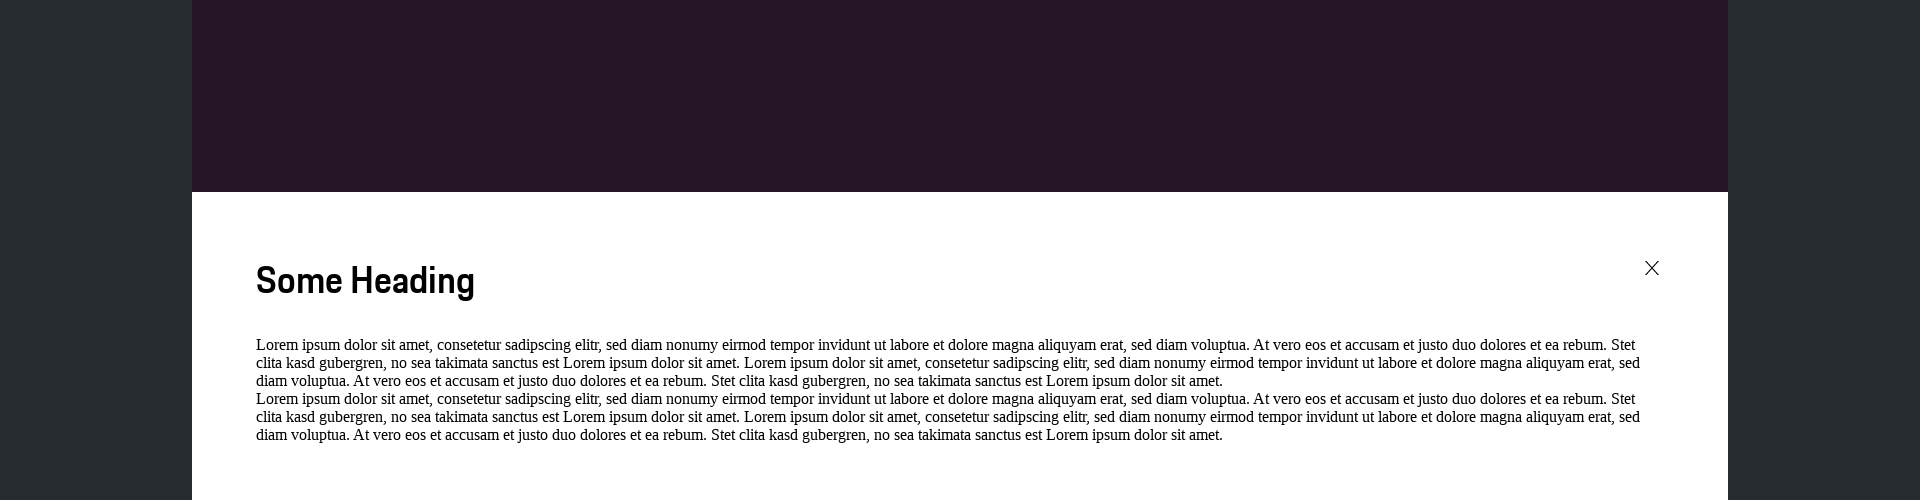 Some Heading
Lorem ipsum dolor sit amet, consetetur sadipscing elitr, sed diam nonumy eirmod tempor invidunt ut labore et dolore magna aliquyam erat, sed diam voluptua. At vero eos et accusam et justo duo dolores et ea rebum. Stet
clita kasd gubergren, no sea takimata sanctus est Lorem ipsum dolor sit amet. Lorem ipsum dolor sit amet, consetetur sadipscing elitr, sed diam nonumy eirmod tempor invidunt ut labore et dolore magna aliquyam erat, sed
diam voluptua. At vero eos et accusam et justo duo dolores et ea rebum. Stet clita kasd gubergren, no sea takimata sanctus est Lorem ipsum dolor sit amet.
Lorem ipsum dolor sit amet, consetetur sadipscing elitr, sed diam nonumy eirmod tempor invidunt ut labore et dolore magna aliquyam erat, sed diam voluptua. At vero eos et accusam et justo duo dolores et ea rebum. Stet
clita kasd gubergren, no sea takimata sanctus est Lorem ipsum dolor sit amet. Lorem ipsum dolor sit amet, consetetur sadipscing elitr, sed diam nonumy eirmod tempor invidunt ut labore et dolore magna aliquyam erat, sed
diam voluptua. At vero eos et accusam et justo duo dolores et ea rebum. Stet clita kasd gubergren, no sea takimata sanctus est Lorem ipsum dolor sit amet.